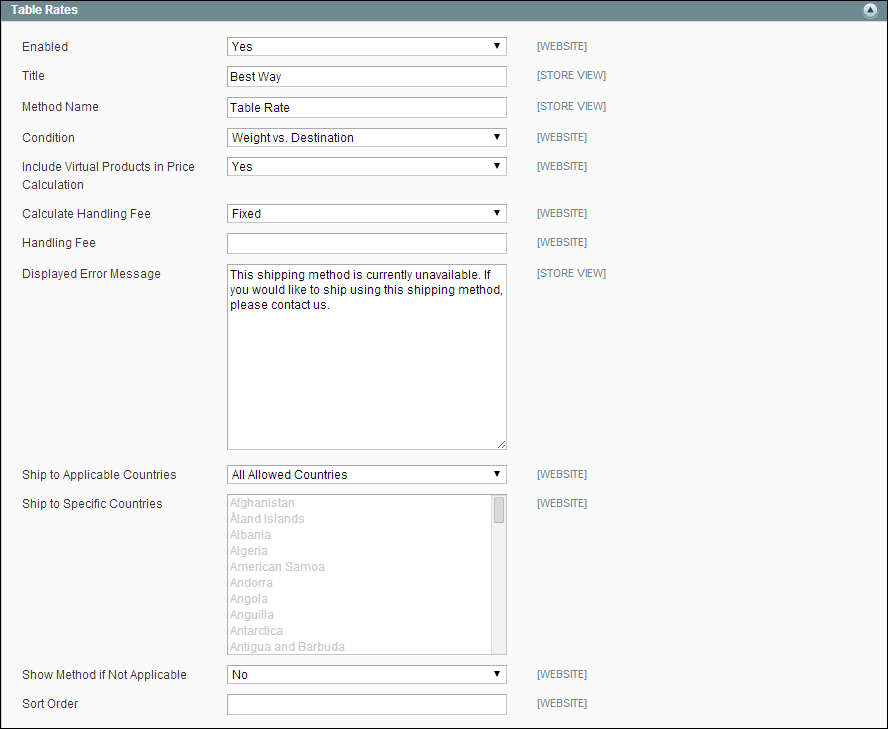 Table Rates
Enabled Yes [WEBSITE]
Title Best Way [STORE VIEW]
Method Name Table Rate [STORE VIEW]
Condition Weight vs. Destination [WEBSITE]
Include Virtual Products in Price Yes [WEBSITE]
Calculation
Calculate Handling Fee Fixed [WEBSITE]
Handling Fee [WEBSITE]
Displayed Error Message This shipping method is currently unavailable. If [STORE VIEW]
you would like to ship using this shipping method,
please contact us.
Ship to Applicable Countries All Allowed Countries [WEBSITE]
Ship to Specific Countries Afghanistan [WEBSITE]
Åland Islands
Albania
Algeria
American Samoa
Andorra
Angola
Anguilla
Antarctica
Antigua and Barbuda
Show Method if Not Applicable No [WEBSITE]
Sort Order [WEBSITE]